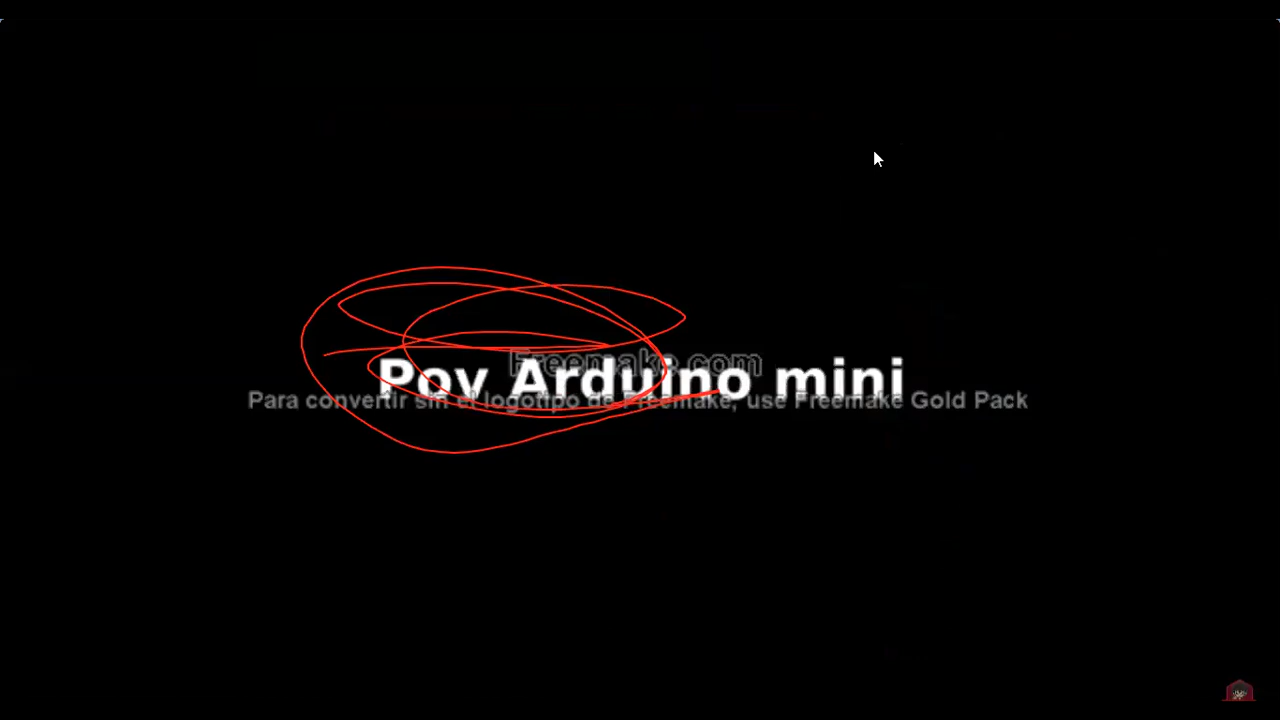 Freemake.com
Pov Arduino mini
Para convertir sin el logotipo de Freemake, use Freemake Gold Pack